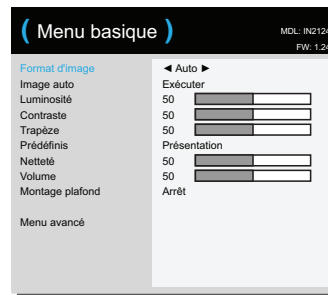 ( Menu basique )
MDL: IN2124
FW: 1.24
Format d'image ◄ Auto ►
Image auto Exécuter
Luminosité 50
Contraste 50
Trapèze 50
Prédéfinis Présentation
Netteté 50
Volume 50
Montage plafond Arrêt
Menu avancé